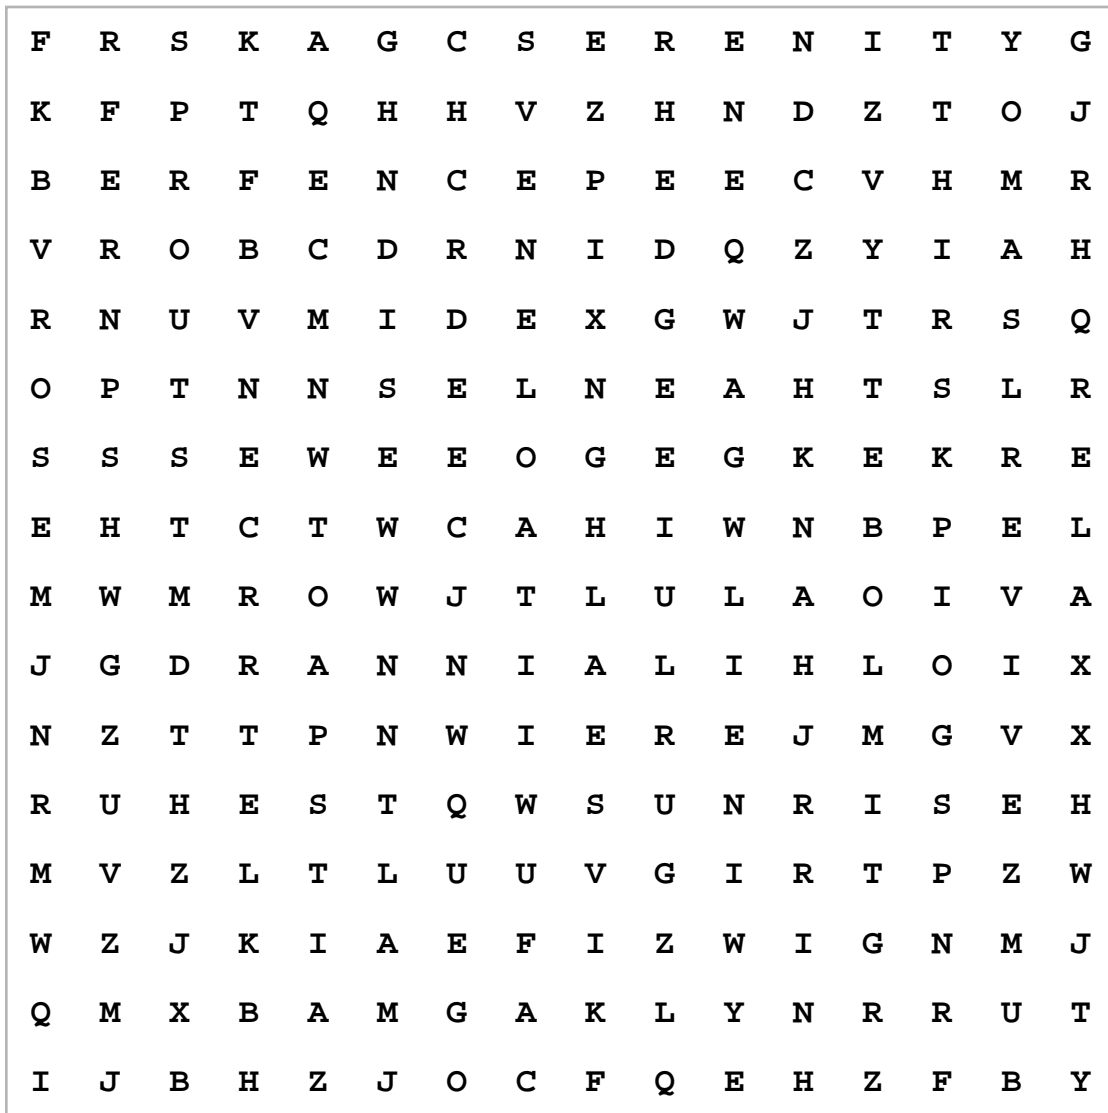 F R S K A G C S E R E N I T Y G
K F P T Q H H V Z H N D Z T O J
B E R F E N C E P E E C V H M R
V R O B C D R N I D Q Z Y I A H
R N U V M I D E X G W J T R S Q
O P T N N S E L N E A H T S L R
S S S E W E E O G E G K E K R E
E H T C T W C A H I W N B P E L
M W M R O W J T L U L A O I V A
J G D R A N N I A L I H L O I X
N Z T T P N W I E R E J M G V X
R U H E S T Q W S U N R I S E H
M V Z L T L U U V G I R T P Z W
W Z J K I A E F I Z W I G N M J
Q M X B A M G A K L Y N R R U T
I J B H Z J O C F Q E H Z F B Y